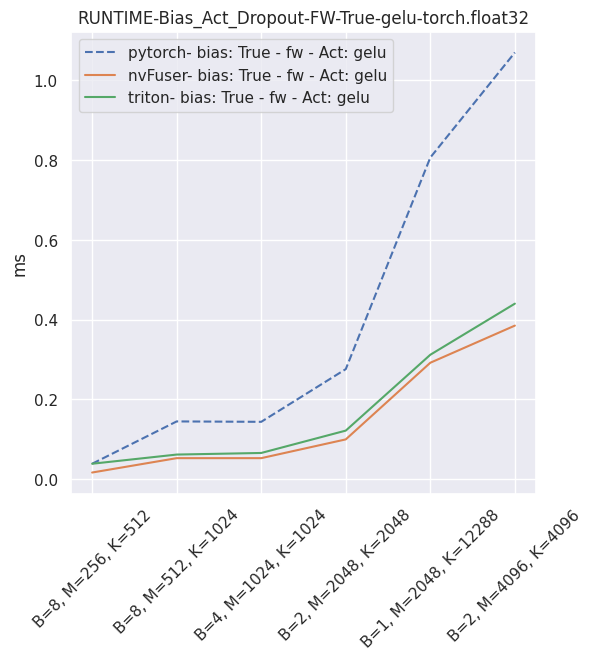 RUNTIME-Bias_Act_Dropout-FW-True-gelu-torch.float32
pytorch- bias: True - fw - Act: gelu
nvFuser- bias: True - fw - Act: gelu
triton- bias: True - fw - Act: gelu
1.0
0.8
0.6
0.4
0.2
0.0
ms
B=8, M=256, K=512
B=8, M=512, K=1024
B=4, M=1024, K=1024
B=2, M=2048, K=2048
B=1, M=2048, K=12288
B=2, M=4096, K=4096